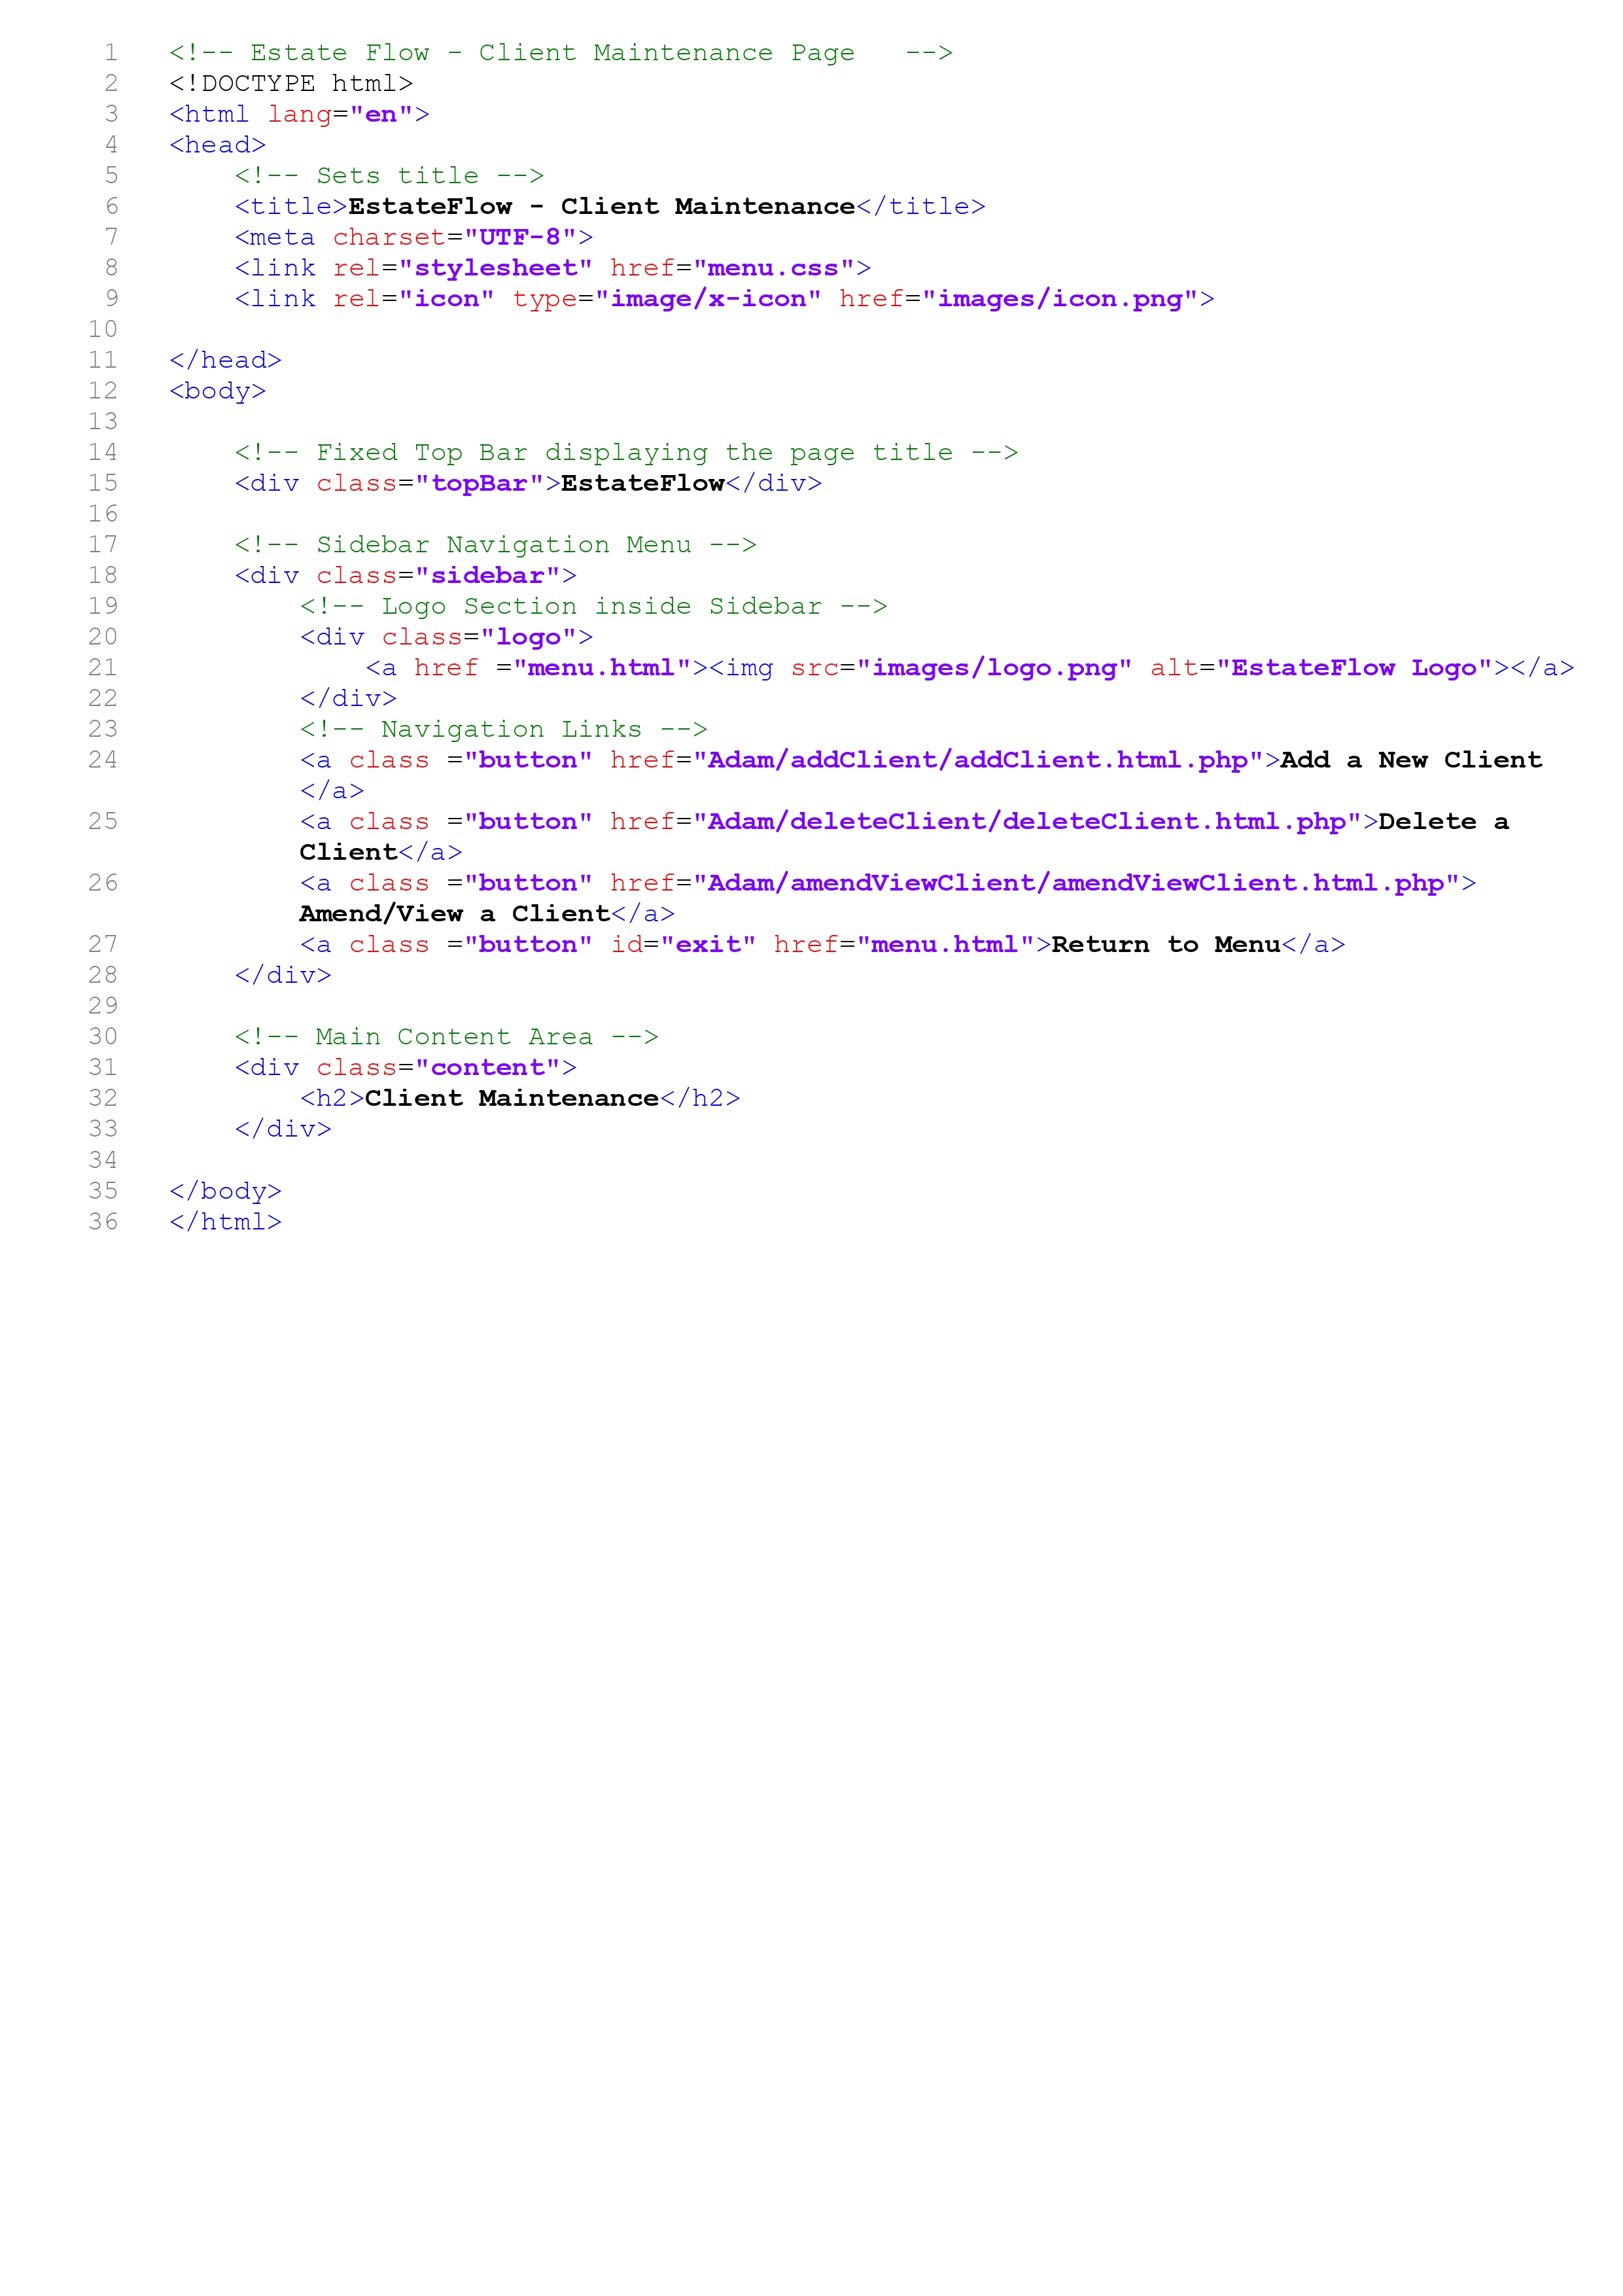 1 <!-- Estate Flow - Client Maintenance Page   -->
2 <!DOCTYPE html>
3 <html lang="en">
4 <head>
5     <!-- Sets title -->
6     <title>EstateFlow - Client Maintenance</title>
7     <meta charset="UTF-8">
8     <link rel="stylesheet" href="menu.css">
9     <link rel="icon" type="image/x-icon" href="images/icon.png">
10
11 </head>
12 <body>
13
14     <!-- Fixed Top Bar displaying the page title -->
15     <div class="topBar">EstateFlow</div>
16
17     <!-- Sidebar Navigation Menu -->
18     <div class="sidebar">
19         <!-- Logo Section inside Sidebar -->
20         <div class="logo">
21             <a href ="menu.html"><img src="images/logo.png" alt="EstateFlow Logo"></a>
22         </div>
23         <!-- Navigation Links -->
24         <a class ="button" href="Adam/addClient/addClient.html.php">Add a New Client
</a>
25         <a class ="button" href="Adam/deleteClient/deleteClient.html.php">Delete a
Client</a>
26         <a class ="button" href="Adam/amendViewClient/amendViewClient.html.php">
Amend/View a Client</a>
27         <a class ="button" id="exit" href="menu.html">Return to Menu</a>
28     </div>
29
30     <!-- Main Content Area -->
31     <div class="content">
32         <h2>Client Maintenance</h2>
33     </div>
34
35 </body>
36 </html>